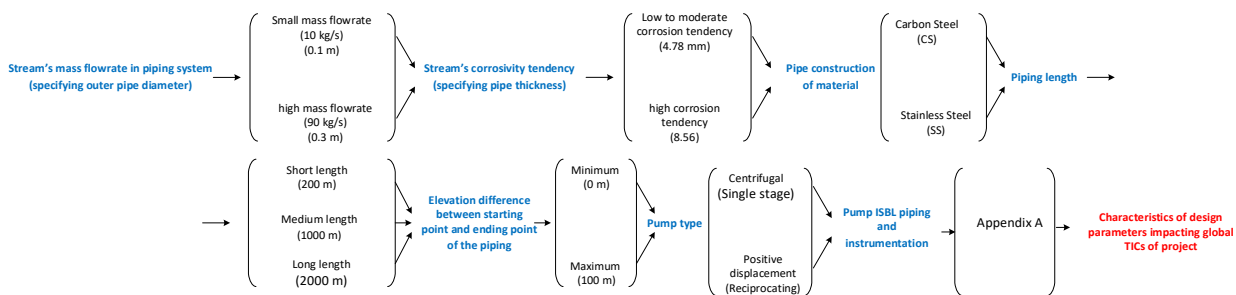 Stream's mass flowrate in piping system
(specifying outer pipe diameter)
Small mass flowrate
(10 kg/s)
(0.1 m)
high mass flowrate
(90 kg/s)
(0.3 m)
Stream's corrosivity tendency
(specifying pipe thickness)
Low to moderate
corrosion tendency
(4.78 mm)
high corrosion
tendency
(8.56)
Pipe construction
of material
Carbon Steel
(CS)
Stainless Steel
(SS)
Piping length
Short length
(200 m)
Medium length
(1000 m)
Long length
(2000 m)
Elevation difference
between starting
point and ending point
of the piping
Minimum
(0 m)
Maximum
(100 m)
Pump type
Centrifugal
(Single stage)
Positive
displacement
(Reciprocating)
Pump ISBL piping
and
instrumentation
Appendix A
Characteristics of design
parameters impacting global
TICs of project